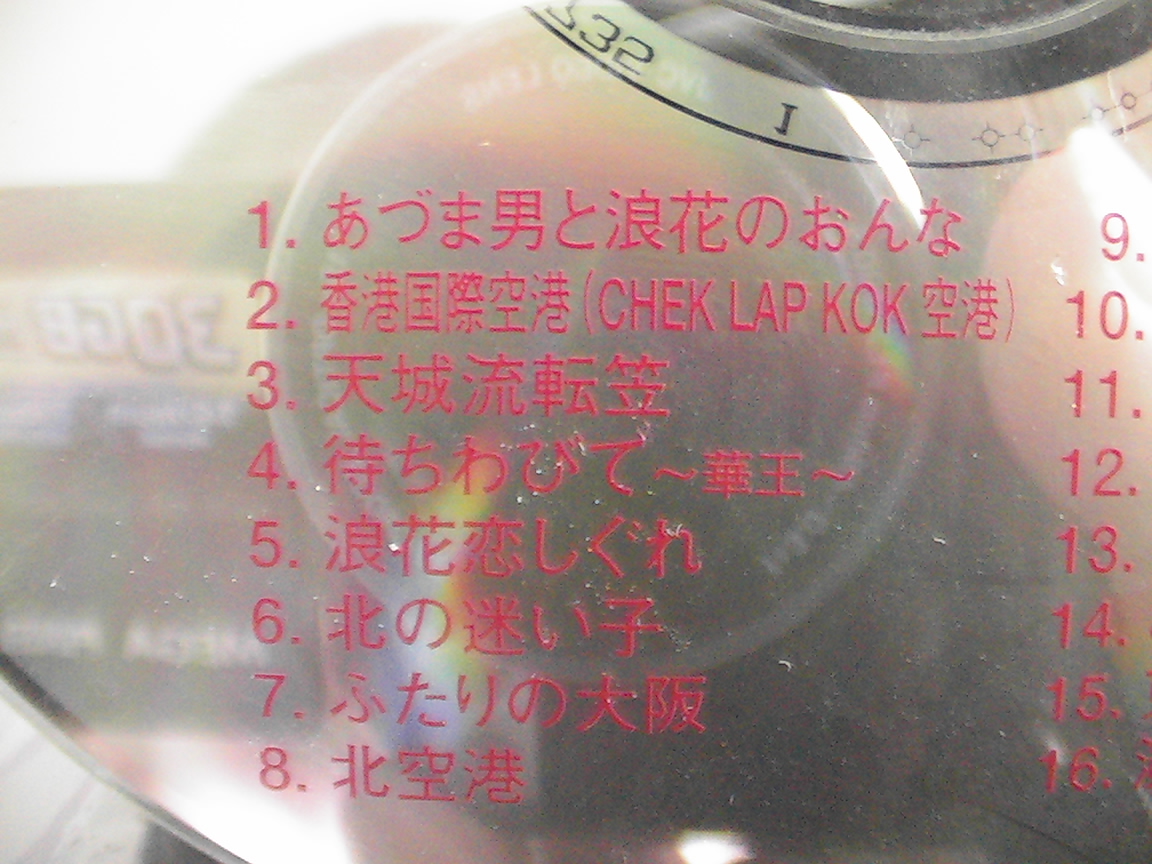 332
I
1. あづま男と浪花のおんな
2. 香港国際空港(CHEK LAP KOK 空港)
3. 天城流転笠
4. 待ちわびて～華王～
5. 浪花恋しぐれ
6. 北の迷い子
7. ふたりの大阪
8. 北空港
9.
10.
11.
12.
13.
14.
15.
16.
30GB